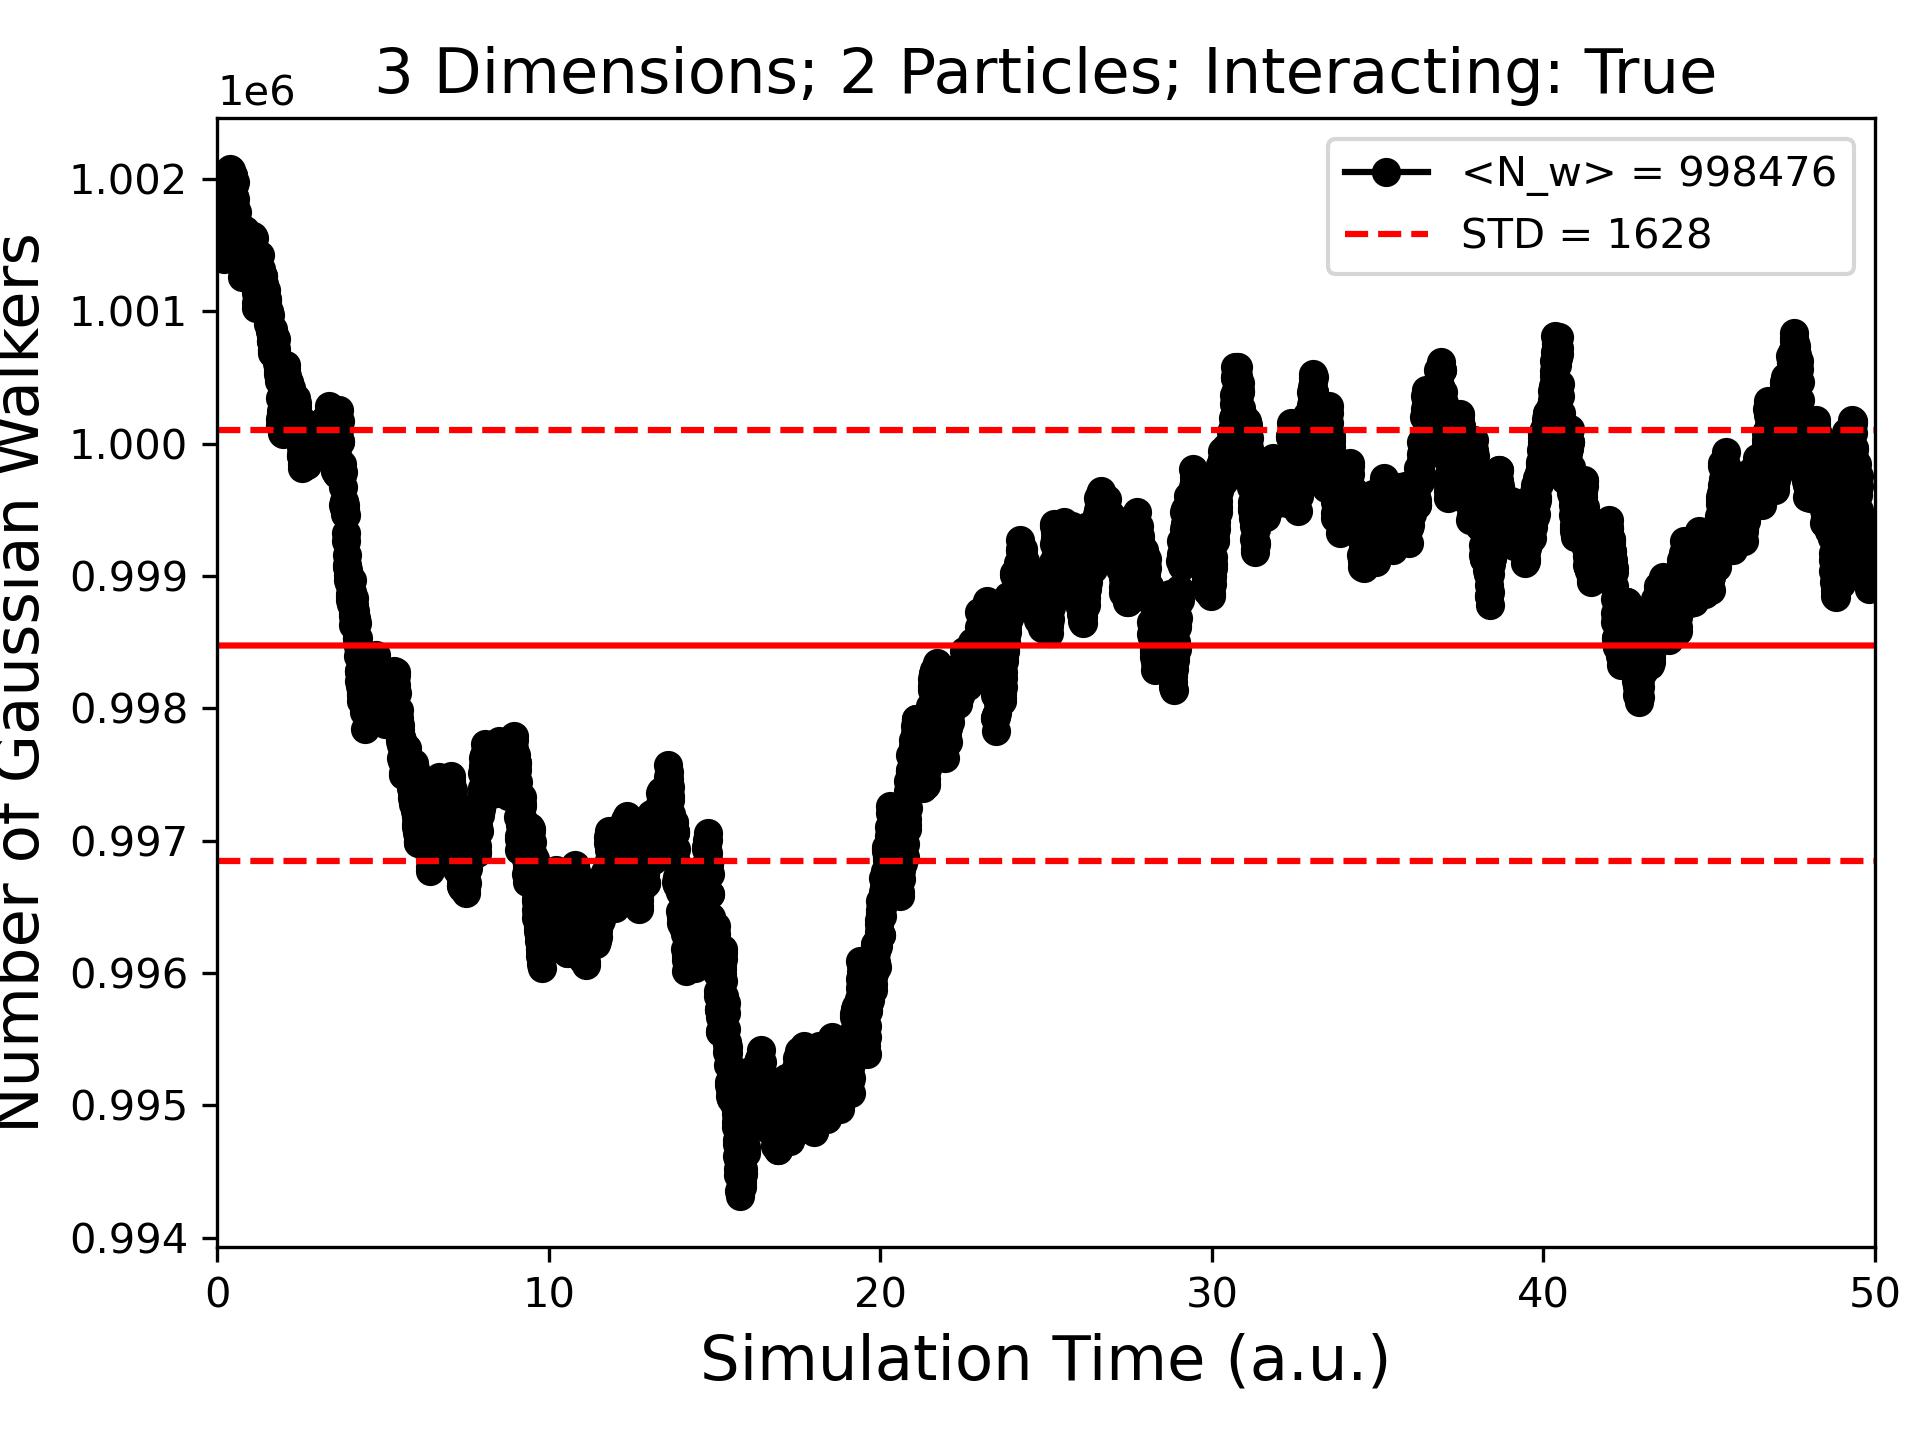 3 Dimensions; 2 Particles; Interacting: True
1e6
<N_w> = 998476
STD = 1628
1.002
1.001
1.000
0.999
0.998
0.997
0.996
0.995
0.994
Number of Gaussian Walkers
0 10 20 30 40 50
Simulation Time (a.u.)